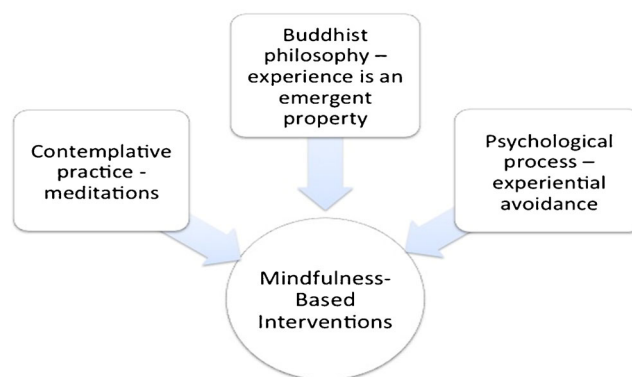 Buddhist
philosophy –
experience is an
emergent
property
Contemplative
practice -
meditations
Psychological
process –
experiential
avoidance
Mindfulness-
Based
Interventions